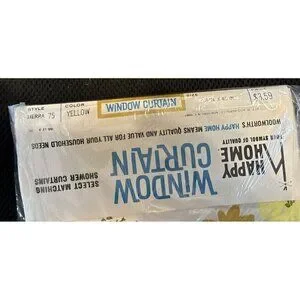 STYLE
SIERRA 75
COLOR
YELLOW
SIZE
WINDOW CURTAIN
$3.59
WOOLWORTH'S HAPPY HOME MEANS QUALITY AND VALUE FOR ALL YOUR HOUSEHOLD NEEDS
YOUR SYMBOL OF QUALITY
HAPPY
HOME
WINDOW
CURTAIN
SELECT MATCHING
SHOWER CURTAINS